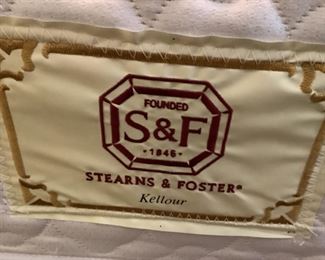 FOUNDED
S&F
•1846•
STEARNS & FOSTER®
Kellour